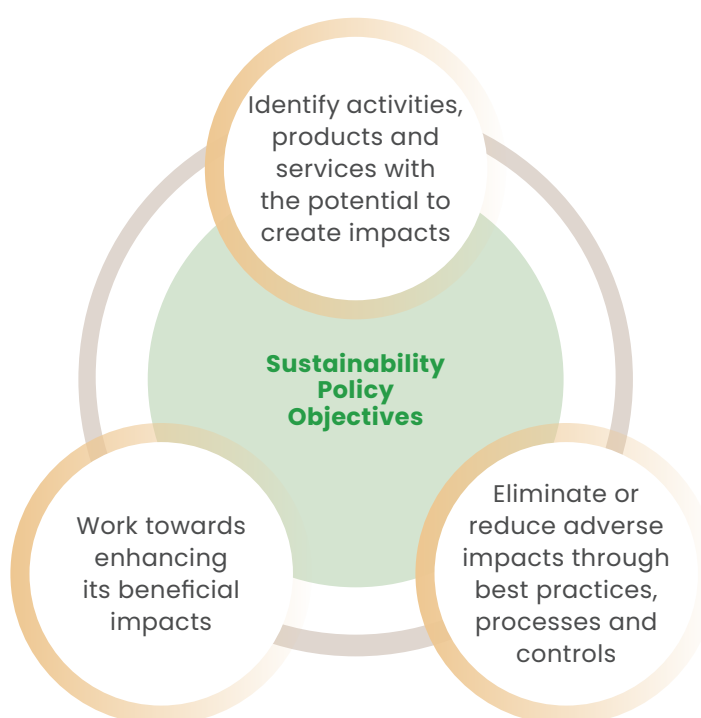 Identify activities,
products and
services with
the potential to
create impacts
Sustainability
Policy
Objectives
Work towards
enhancing
its beneficial
impacts
Eliminate or
reduce adverse
impacts through
best practices,
processes and
controls